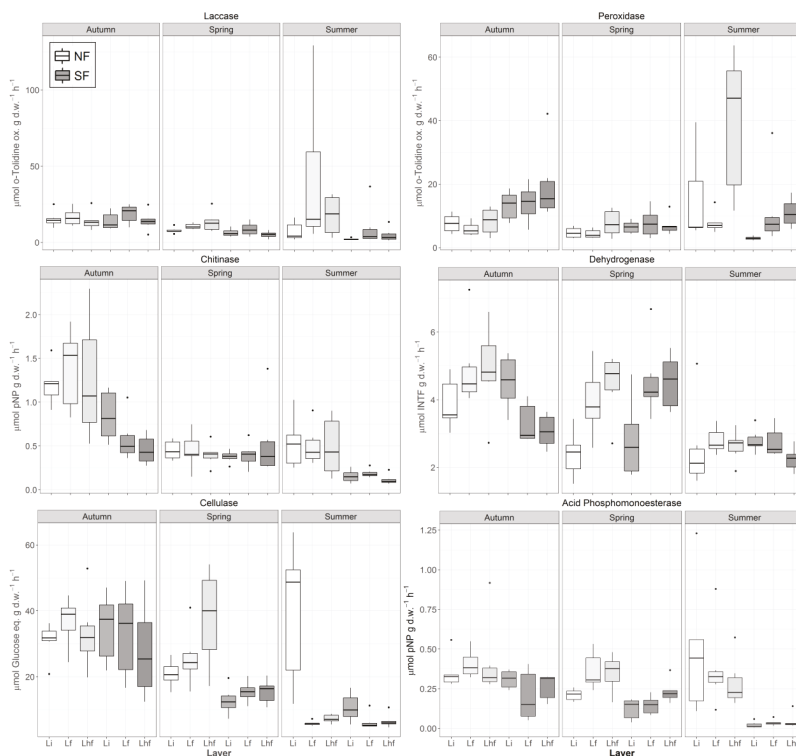 Laccase
Autumn Spring Summer
NF
SF
100
50
0
μmol o-Tolidine ox. g d.w.⁻¹ h⁻¹
Peroxidase
Autumn Spring Summer
60
40
20
0
μmol o-Tolidine ox. g d.w.⁻¹ h⁻¹
Chitinase
Autumn Spring Summer
2.0
1.5
1.0
0.5
0.0
μmol pNP g d.w.⁻¹ h⁻¹
Dehydrogenase
Autumn Spring Summer
6
4
2
μmol INTF g d.w.⁻¹ h⁻¹
Cellulase
Autumn Spring Summer
60
40
20
μmol Glucose eq. g d.w.⁻¹ h⁻¹
Li Lf Lhf Li Lf Lhf Li Lf Lhf Li Lf Lhf Li Lf Lhf Li Lf Lhf
Layer
Acid Phosphomonoesterase
Autumn Spring Summer
1.25
1.00
0.75
0.50
0.25
0.00
μmol pNP g d.w.⁻¹ h⁻¹
Li Lf Lhf Li Lf Lhf Li Lf Lhf Li Lf Lhf Li Lf Lhf Li Lf Lhf
Layer